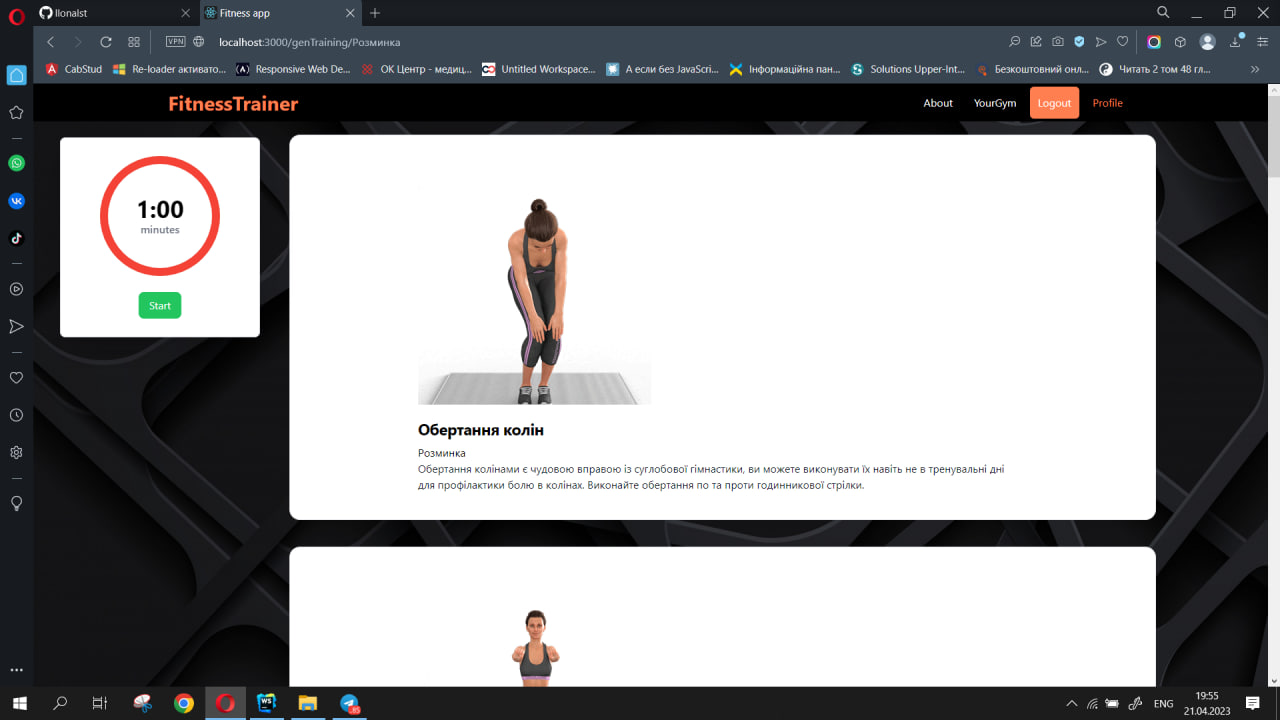 Ilonalst
Fitness app
VPN
localhost:3000/genTraining/Розминка
CabStud
Re-loader активато...
Responsive Web De...
ОК Центр - медиц...
Untitled Workspace...
А если без JavaScri...
Інформаційна пан...
Solutions Upper-Int...
Безкоштовний онл...
Читать 2 том 48 гл...
FitnessTrainer
About
YourGym
Logout
Profile
1:00
minutes
Start
Обертання колін
Розминка
Обертання колінами є чудовою вправою із суглобової гімнастики, ви можете виконувати їх навіть не в тренувальні дні
для профілактики болю в колінах. Виконайте обертання по та проти годинникової стрілки.
ENG
19:55
21.04.2023